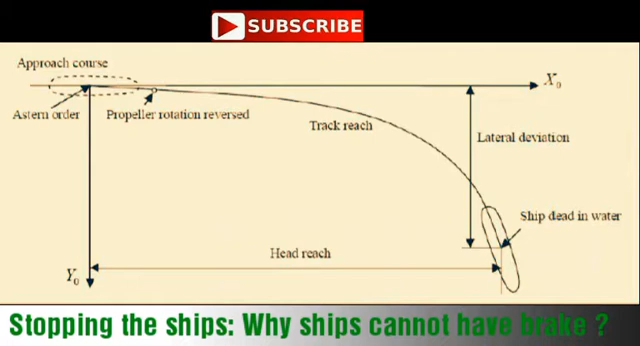 SUBSCRIBE
Approach course
X₀
Astern order
Propeller rotation reversed
Track reach
Lateral deviation
Ship dead in water
Head reach
Y₀
Stopping the ships: Why ships cannot have brake ?